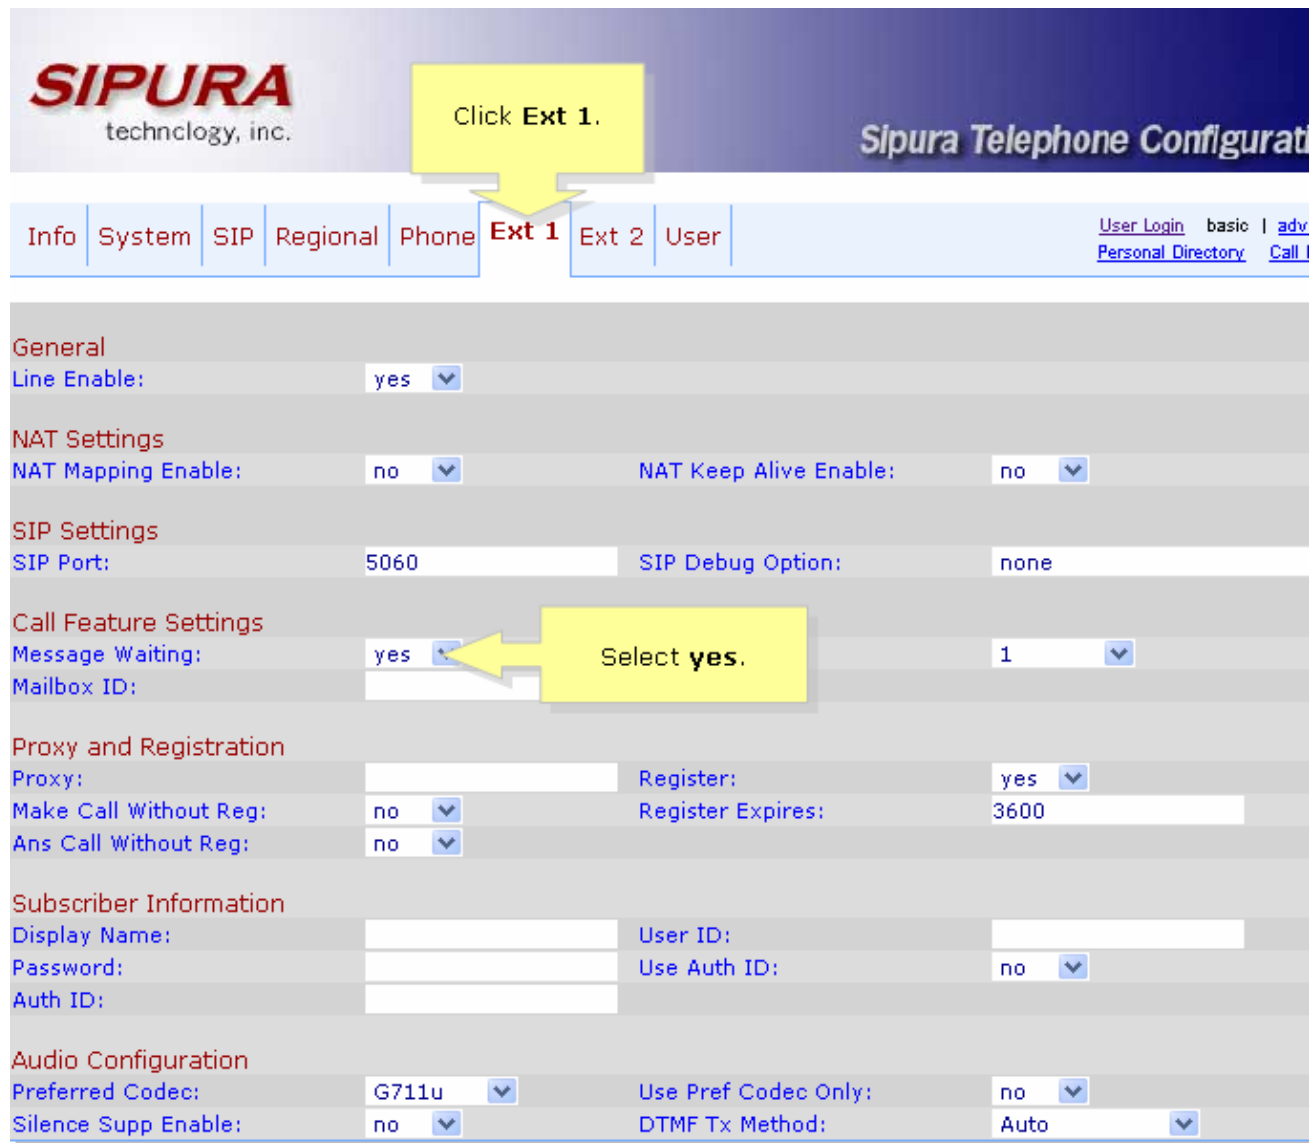 SIPURA
technology, inc.
Click Ext 1.
Sipura Telephone Configurati
Info System SIP Regional Phone Ext 1 Ext 2 User
User Login basic | adv
Personal Directory Call
General
Line Enable: yes
NAT Settings
NAT Mapping Enable: no NAT Keep Alive Enable: no
SIP Settings
SIP Port: 5060 SIP Debug Option: none
Call Feature Settings
Message Waiting: yes Select yes. 1
Mailbox ID:
Proxy and Registration
Proxy: Register: yes
Make Call Without Reg: no Register Expires: 3600
Ans Call Without Reg: no
Subscriber Information
Display Name: User ID:
Password: Use Auth ID: no
Auth ID:
Audio Configuration
Preferred Codec: G711u Use Pref Codec Only: no
Silence Supp Enable: no DTMF Tx Method: Auto